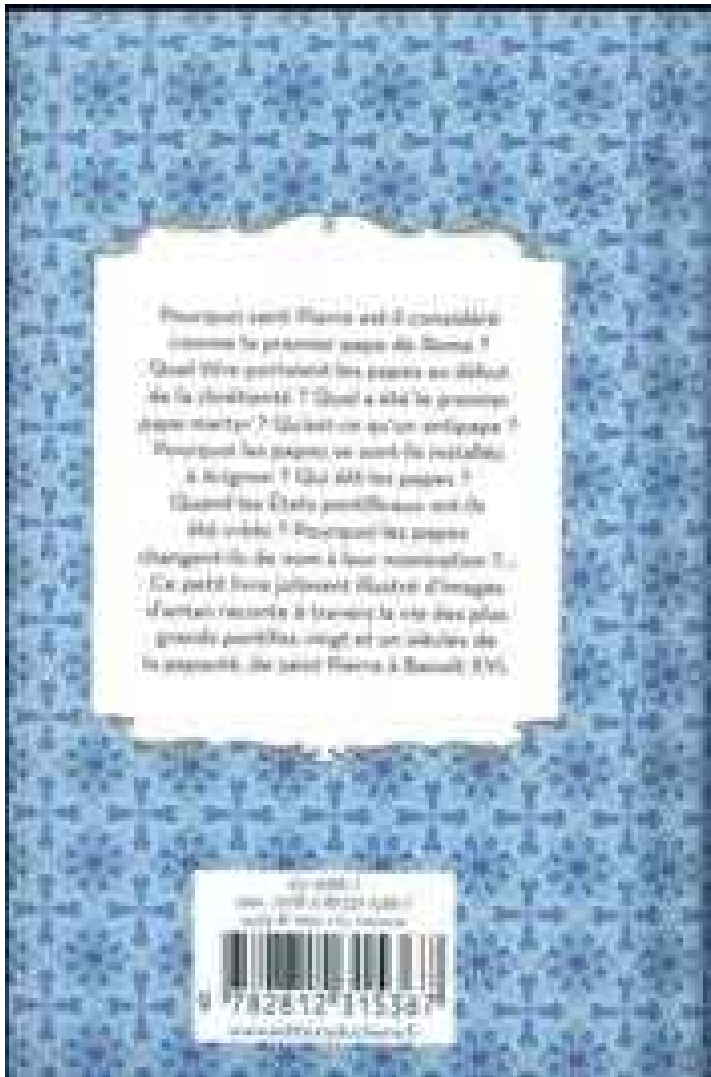 Pourquoi saint Pierre est-il considéré
comme le premier pape de Rome ?
Quel titre portaient les papes au début
de la chrétienté ? Quel a été le premier
pape martyr ? Qu'est-ce qu'un antipape ?
Pourquoi les papes se sont-ils installés
à Avignon ? Qui élit les papes ?
Quand les États pontificaux ont-ils
été créés ? Pourquoi les papes
changent-ils de nom à leur nomination ?...
Ce petit livre joliment illustré d'images
d'antan raconte à travers la vie des plus
grands pontifes vingt et un siècles de
la papauté, de saint Pierre à Benoît XVI.
9 782812 315367